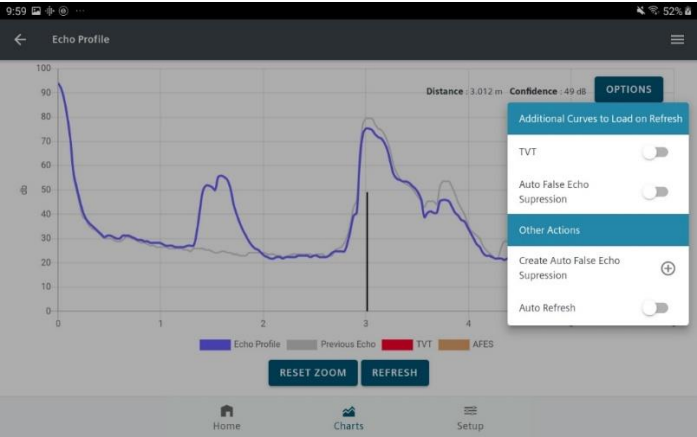 9:59 52%
Echo Profile
100
90
80
70
60
50
40
30
20
10
0
db
0 1 2 3 4
Distance : 3.012 m Confidence : 49 dB
OPTIONS
Additional Curves to Load on Refresh
TVT
Auto False Echo
Supression
Other Actions
Create Auto False Echo
Supression
Auto Refresh
Echo Profile Previous Echo TVT AFES
RESET ZOOM REFRESH
Home Charts Setup